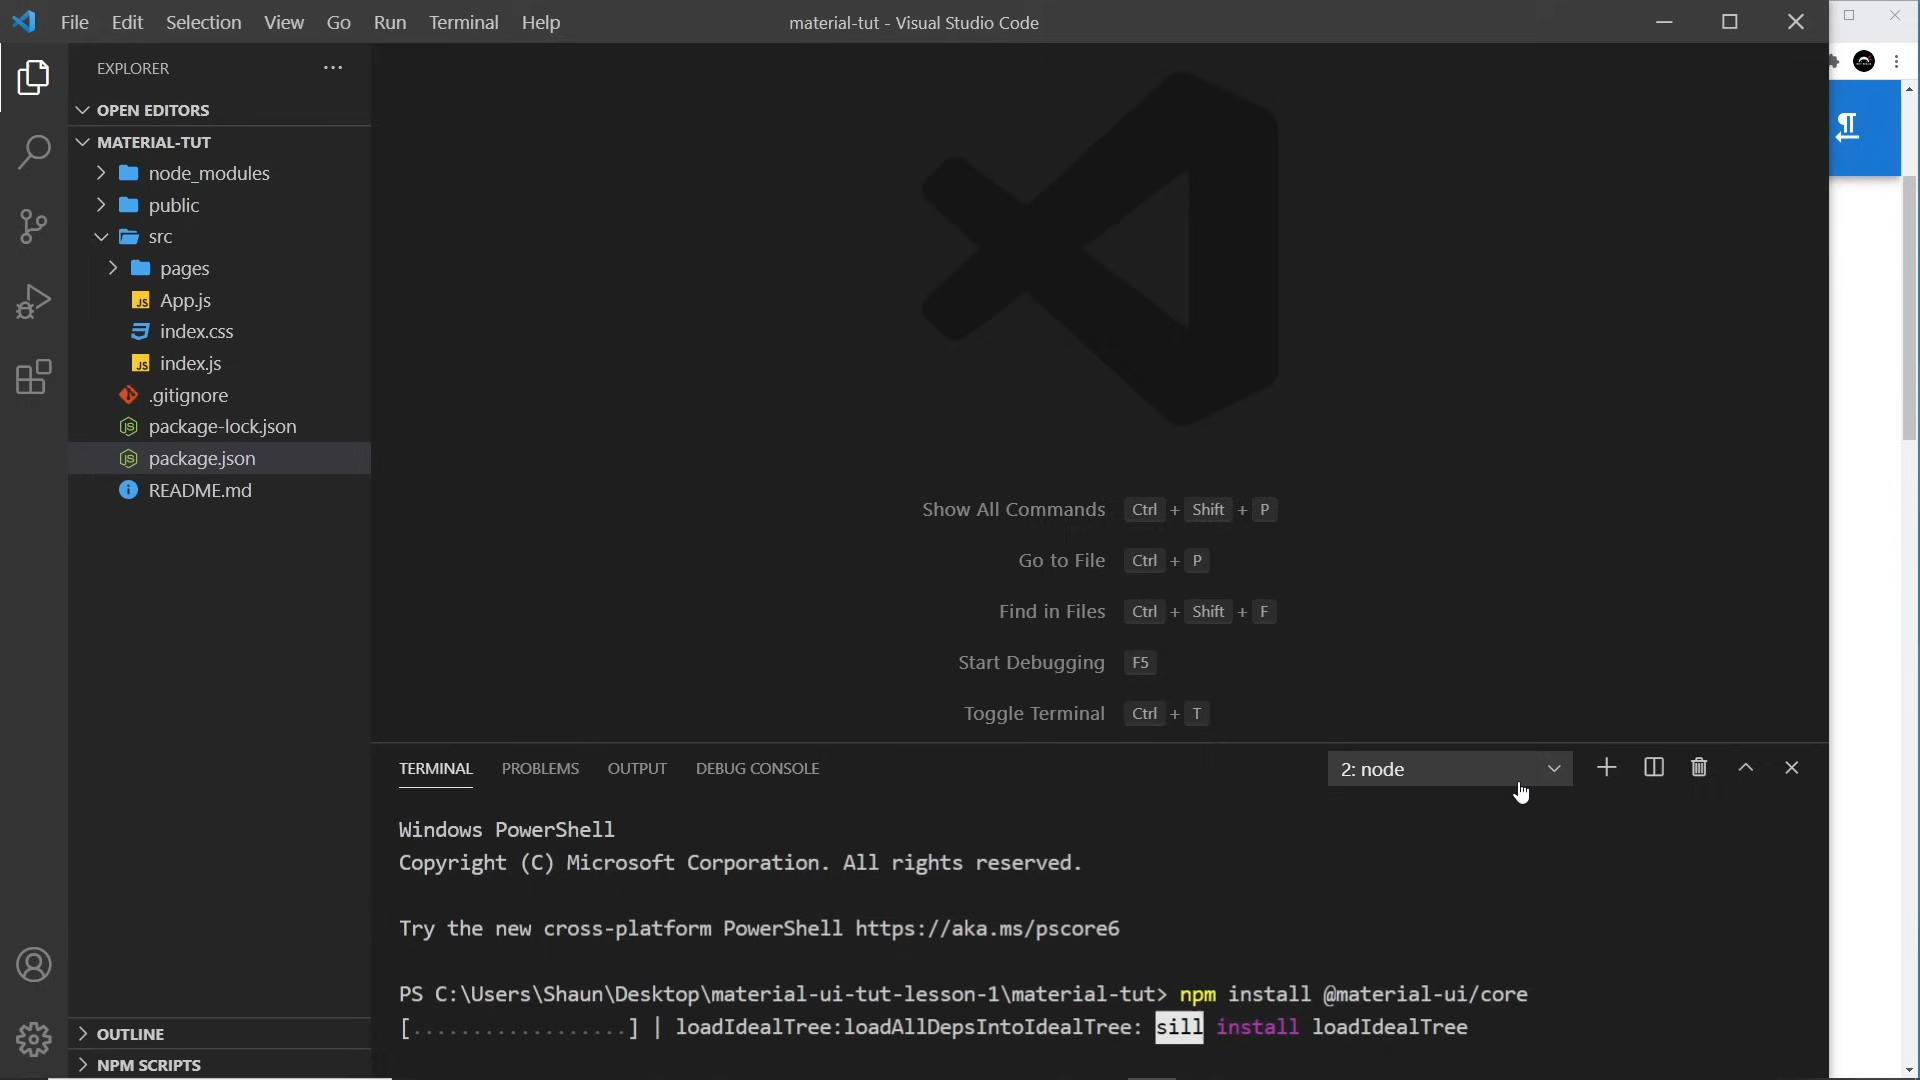 File Edit Selection View Go Run Terminal Help
material-tut - Visual Studio Code
EXPLORER
OPEN EDITORS
MATERIAL-TUT
node_modules
public
src
pages
JS App.js
index.css
JS index.js
.gitignore
JS package-lock.json
JS package.json
README.md
OUTLINE
NPM SCRIPTS
Show All Commands Ctrl + Shift + P
Go to File Ctrl + P
Find in Files Ctrl + Shift + F
Start Debugging F5
Toggle Terminal Ctrl + T
TERMINAL PROBLEMS OUTPUT DEBUG CONSOLE
2: node
Windows PowerShell
Copyright (C) Microsoft Corporation. All rights reserved.
Try the new cross-platform PowerShell https://aka.ms/pscore6
PS C:\Users\Shaun\Desktop\material-ui-tut-lesson-1\material-tut> npm install @material-ui/core
[..................] | loadIdealTree:loadAllDepsIntoIdealTree: sill install loadIdealTree